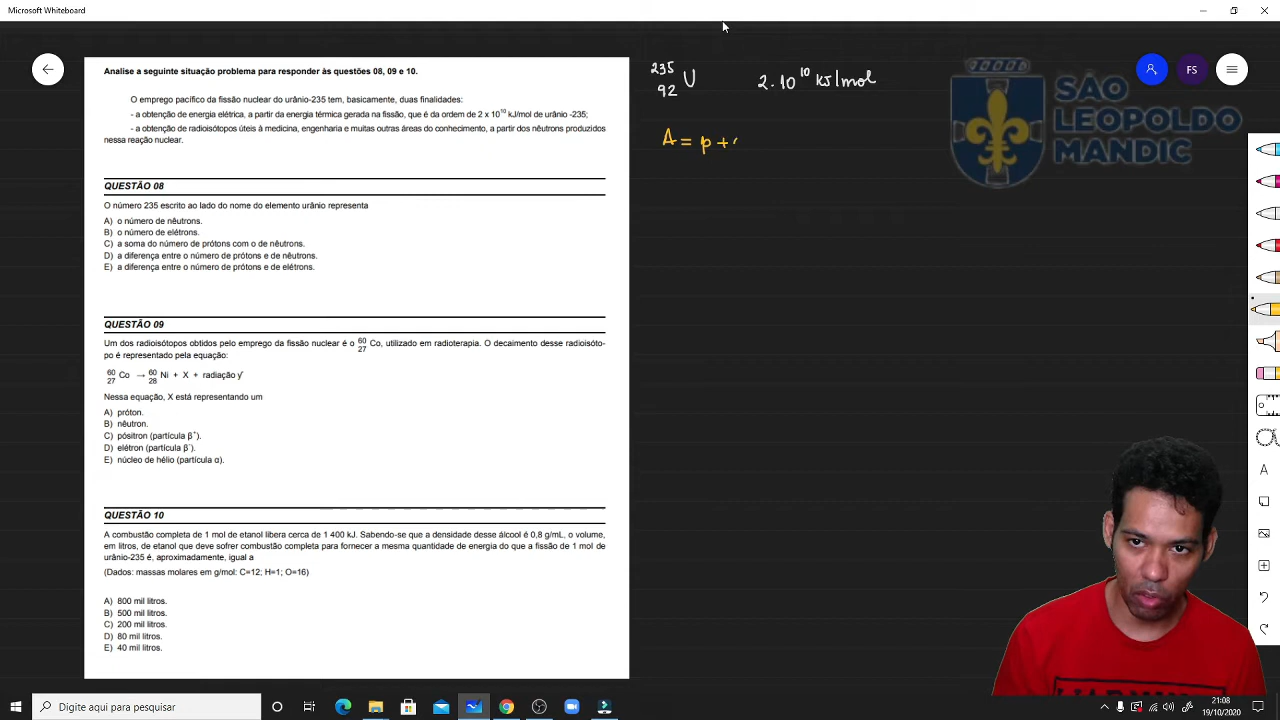 Microsoft Whiteboard
Analise a seguinte situação problema para responder às questões 08, 09 e 10.
O emprego pacífico da fissão nuclear do urânio-235 tem, basicamente, duas finalidades:
- a obtenção de energia elétrica, a partir da energia térmica gerada na fissão, que é da ordem de 2 x 10¹⁰ kJ/mol de urânio -235;
- a obtenção de radioisótopos úteis à medicina, engenharia e muitas outras áreas do conhecimento, a partir dos nêutrons produzidos
nessa reação nuclear.
QUESTÃO 08
O número 235 escrito ao lado do nome do elemento urânio representa
A) o número de nêutrons.
B) o número de elétrons.
C) a soma do número de prótons com o de nêutrons.
D) a diferença entre o número de prótons e de nêutrons.
E) a diferença entre o número de prótons e de elétrons.
QUESTÃO 09
Um dos radioisótopos obtidos pelo emprego da fissão nuclear é o ⁶⁰₂₇ Co, utilizado em radioterapia. O decaimento desse radioisóto-
po é representado pela equação:
⁶⁰₂₇ Co → ⁶⁰₂₈ Ni + X + radiação γ
Nessa equação, X está representando um
A) próton.
B) nêutron.
C) pósitron (partícula β⁺).
D) elétron (partícula β⁻).
E) núcleo de hélio (partícula α).
QUESTÃO 10
A combustão completa de 1 mol de etanol libera cerca de 1 400 kJ. Sabendo-se que a densidade desse álcool é 0,8 g/mL, o volume,
em litros, de etanol que deve sofrer combustão completa para fornecer a mesma quantidade de energia do que a fissão de 1 mol de
urânio-235 é, aproximadamente, igual a
(Dados: massas molares em g/mol: C=12; H=1; O=16)
A) 800 mil litros.
B) 500 mil litros.
C) 200 mil litros.
D) 80 mil litros.
E) 40 mil litros.
²³⁵₉₂ U 2·10¹⁰ kJ/mol
A = p +
SÃO
LEOPOLDO
MANDIC
FS
A
Digite aqui para pesquisar
21:08
19/10/2020